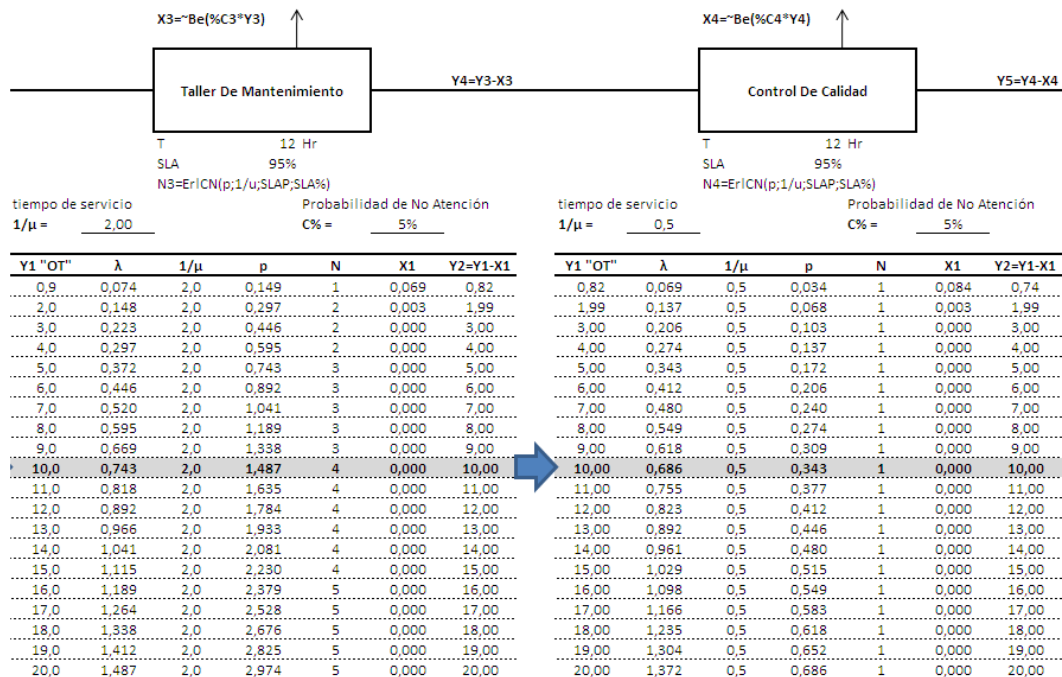 X3=~Be(%C3*Y3) X4=~Be(%C4*Y4)
Taller De Mantenimiento Y4=Y3-X3 Control De Calidad Y5=Y4-X4
T 12 Hr T 12 Hr
SLA 95% SLA 95%
N3=ErlCN(p;1/u;SLAP;SLA%) N4=ErlCN(p;1/u;SLAP;SLA%)
tiempo de servicio Probabilidad de No Atención tiempo de servicio Probabilidad de No Atención
1/μ = 2,00 C% = 5% 1/μ = 0,5 C% = 5%
Y1 "OT" λ 1/μ p N X1 Y2=Y1-X1 Y1 "OT" λ 1/μ p N X1 Y2=Y1-X1
0,9 0,074 2,0 0,149 1 0,069 0,82 0,82 0,069 0,5 0,034 1 0,084 0,74
2,0 0,148 2,0 0,297 2 0,003 1,99 1,99 0,137 0,5 0,068 1 0,003 1,99
3,0 0,223 2,0 0,446 2 0,000 3,00 3,00 0,206 0,5 0,103 1 0,000 3,00
4,0 0,297 2,0 0,595 2 0,000 4,00 4,00 0,274 0,5 0,137 1 0,000 4,00
5,0 0,372 2,0 0,743 3 0,000 5,00 5,00 0,343 0,5 0,172 1 0,000 5,00
6,0 0,446 2,0 0,892 3 0,000 6,00 6,00 0,412 0,5 0,206 1 0,000 6,00
7,0 0,520 2,0 1,041 3 0,000 7,00 7,00 0,480 0,5 0,240 1 0,000 7,00
8,0 0,595 2,0 1,189 3 0,000 8,00 8,00 0,549 0,5 0,274 1 0,000 8,00
9,0 0,669 2,0 1,338 3 0,000 9,00 9,00 0,618 0,5 0,309 1 0,000 9,00
10,0 0,743 2,0 1,487 4 0,000 10,00 10,00 0,686 0,5 0,343 1 0,000 10,00
11,0 0,818 2,0 1,635 4 0,000 11,00 11,00 0,755 0,5 0,377 1 0,000 11,00
12,0 0,892 2,0 1,784 4 0,000 12,00 12,00 0,823 0,5 0,412 1 0,000 12,00
13,0 0,966 2,0 1,933 4 0,000 13,00 13,00 0,892 0,5 0,446 1 0,000 13,00
14,0 1,041 2,0 2,081 4 0,000 14,00 14,00 0,961 0,5 0,480 1 0,000 14,00
15,0 1,115 2,0 2,230 4 0,000 15,00 15,00 1,029 0,5 0,515 1 0,000 15,00
16,0 1,189 2,0 2,379 5 0,000 16,00 16,00 1,098 0,5 0,549 1 0,000 16,00
17,0 1,264 2,0 2,528 5 0,000 17,00 17,00 1,166 0,5 0,583 1 0,000 17,00
18,0 1,338 2,0 2,676 5 0,000 18,00 18,00 1,235 0,5 0,618 1 0,000 18,00
19,0 1,412 2,0 2,825 5 0,000 19,00 19,00 1,304 0,5 0,652 1 0,000 19,00
20,0 1,487 2,0 2,974 5 0,000 20,00 20,00 1,372 0,5 0,686 1 0,000 20,00